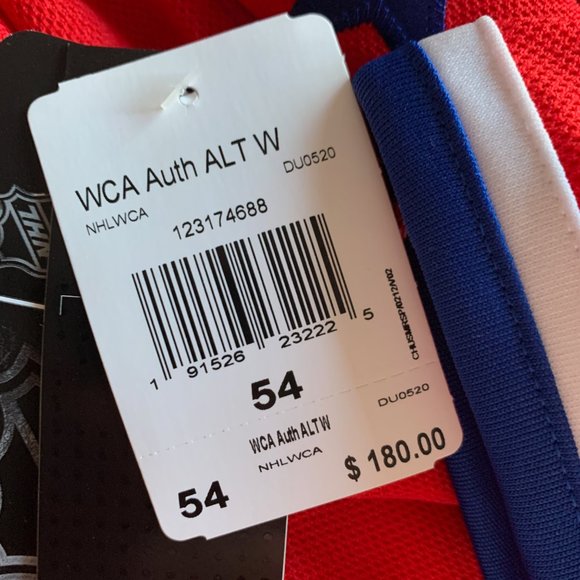 WCA Auth ALT W
NHLWCA
DU0520
123174688
1 91526 23222 5
54
WCA Auth ALT W
NHLWCA
DU0520
54
$ 180.00
NHL